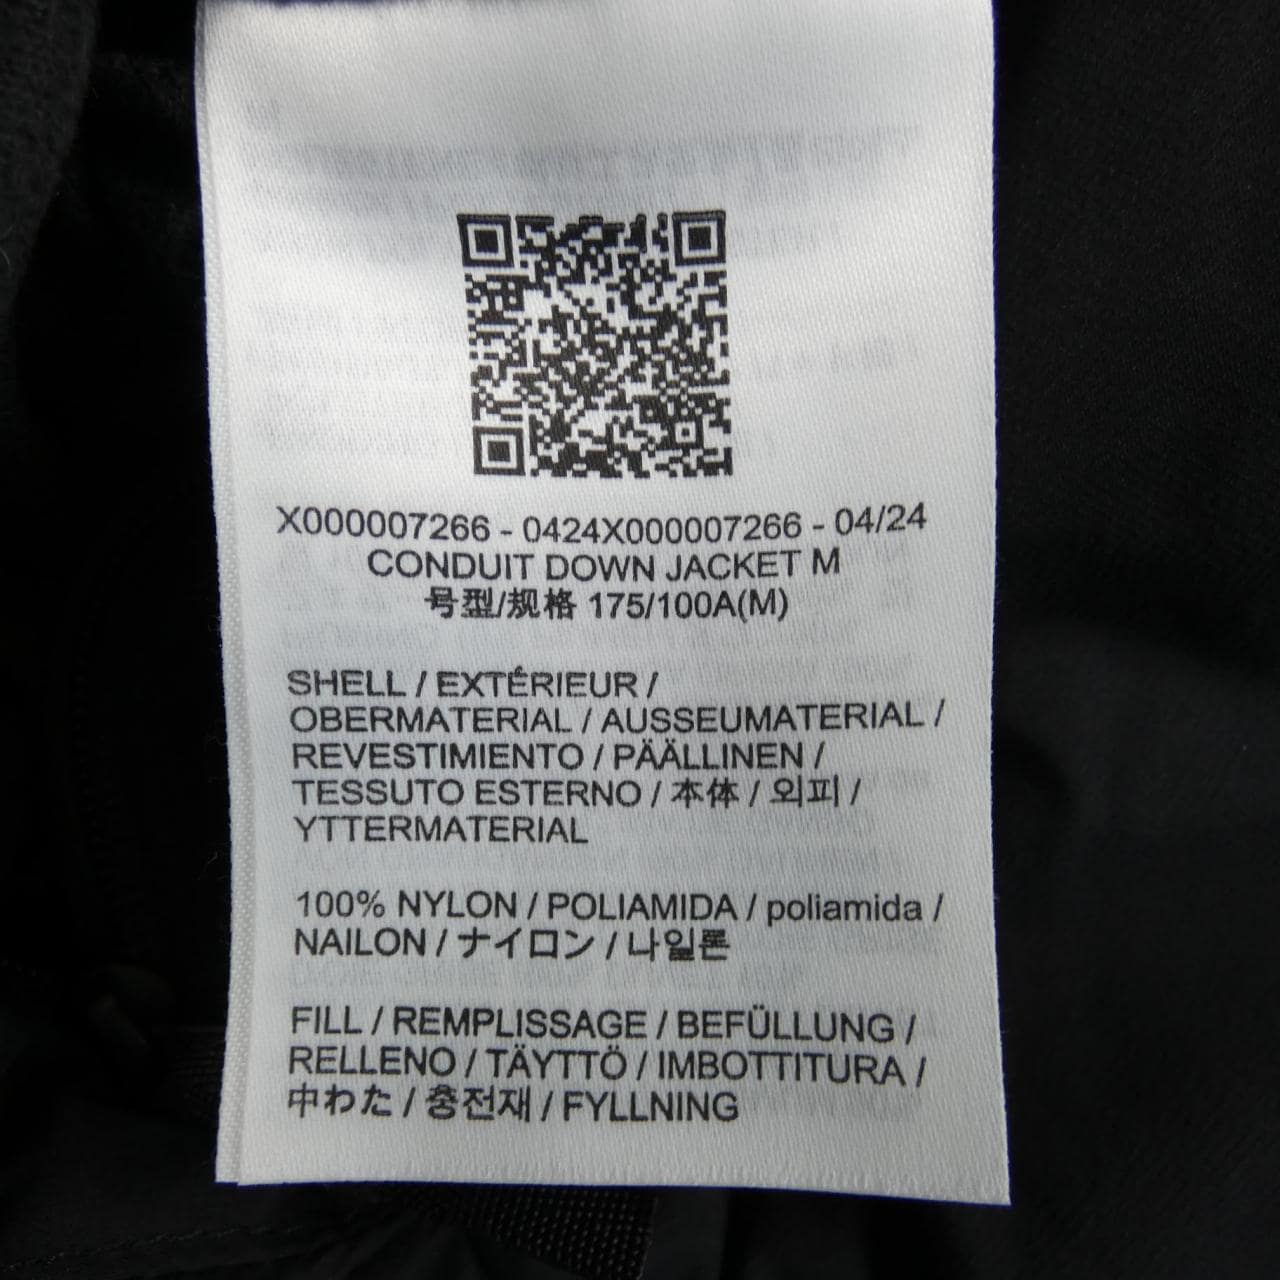 X000007266 - 0424X000007266 - 04/24
CONDUIT DOWN JACKET M
号型/规格 175/100A(M)
SHELL / EXTÉRIEUR /
OBERMATERIAL / AUSSEUMATERIAL /
REVESTIMIENTO / PÄÄLLINEN /
TESSUTO ESTERNO / 本体 / 외피 /
YTTERMATERIAL
100% NYLON / POLIAMIDA / poliamida /
NAILON / ナイロン / 나일론
FILL / REMPLISSAGE / BEFÜLLUNG /
RELLENO / TÄYTTÖ / IMBOTTITURA /
中わた / 충전재 / FYLLNING